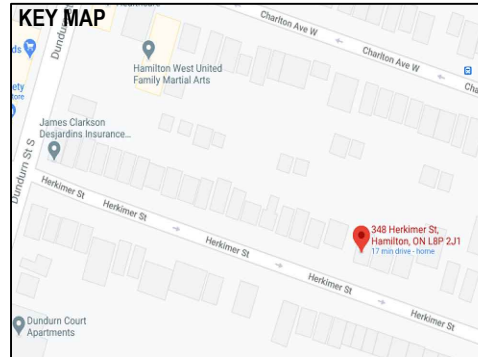 KEY MAP
Charlton Ave W
Dundurn St
Hamilton West United
Family Martial Arts
James Clarkson
Desjardins Insurance...
Dundurn St S
Herkimer St
Herkimer St
Herkimer St
Herkimer St
Herkimer St
348 Herkimer St,
Hamilton, ON L8P 2J1
17 min drive - home
Dundurn Court
Apartments